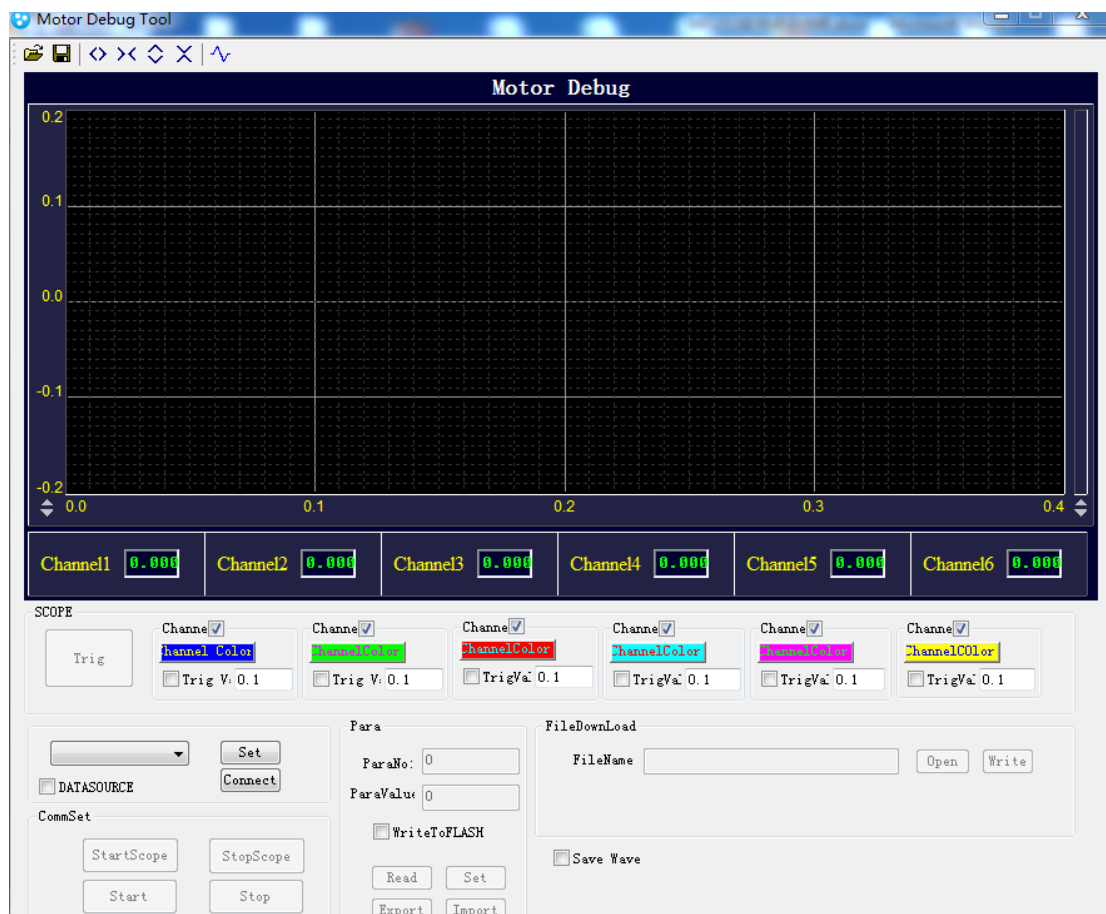 Motor Debug Tool
Motor Debug
0.2
0.1
0.0
-0.1
-0.2
0.0 0.1 0.2 0.3 0.4
Channel1 0.000 Channel2 0.000 Channel3 0.000 Channel4 0.000 Channel5 0.000 Channel6 0.000
SCOPE
Channe Channe Channe Channe Channe Channe
Trig
hannel Color ChannelColor ChannelColor ChannelColor ChannelColor ChannelCOlor
Trig V: 0.1 Trig V: 0.1 TrigVal 0.1 TrigVal 0.1 TrigVal 0.1 TrigVal 0.1
Set
Connect
DATASOURCE
CommSet
StartScope StopScope
Start Stop
Para
ParaNo: 0
ParaValue 0
WriteToFLASH
Read Set
Export Import
FileDownLoad
FileName Open Write
Save Wave